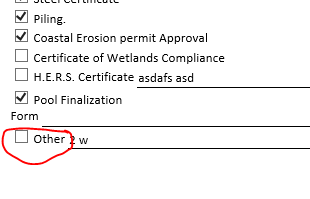 Steel Certificate
Piling.
Coastal Erosion permit Approval
Certificate of Wetlands Compliance
H.E.R.S. Certificate asdafs asd
Pool Finalization
Form
Other 2 w